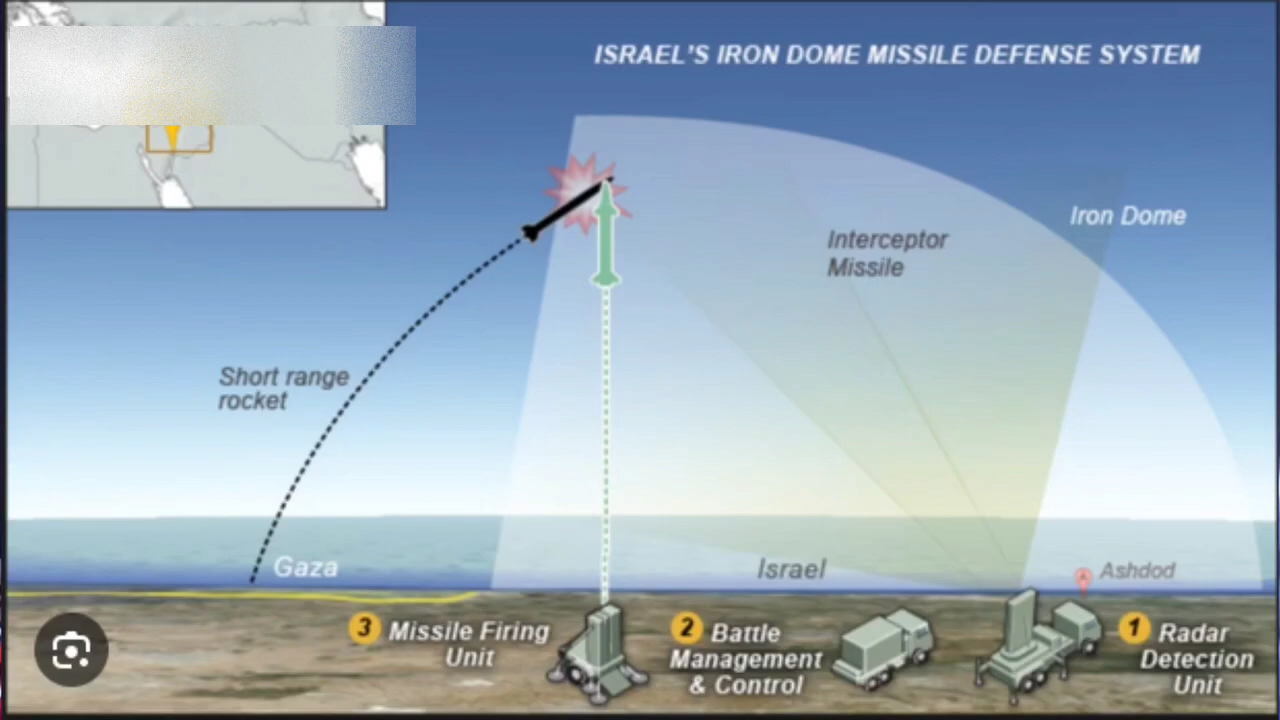 ISRAEL'S IRON DOME MISSILE DEFENSE SYSTEM
Iron Dome
Interceptor
Missile
Short range
rocket
Gaza
Israel
A
Ashdod
3 Missile Firing
Unit
2 Battle
Management
& Control
1 Radar
Detection
Unit